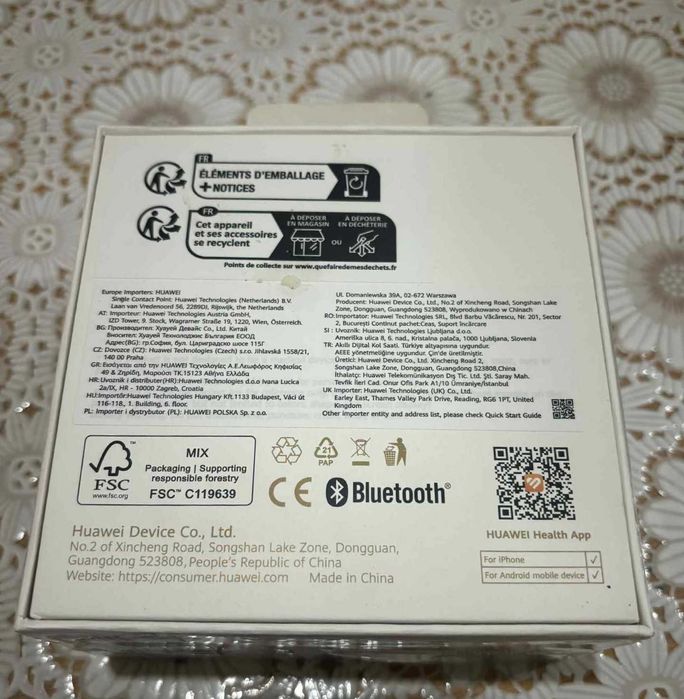 FR
ÉLÉMENTS D'EMBALLAGE
+ NOTICES
FR
Cet appareil
et ses accessoires
se recyclent
À DÉPOSER
EN MAGASIN
OU
À DÉPOSER
EN DÉCHÈTERIE
Points de collecte sur www.quefairedemesdechets.fr
Europe Importers: HUAWEI
Single Contact Point: Huawei Technologies (Netherlands) B.V.
Laan van Vredenoord 56, 2289DJ, Rijswijk, the Netherlands
AT: Importeur: Huawei Technologies Austria GmbH,
IZD Tower, 9. Stock, Wagramer Straße 19, 1220, Wien, Österreich.
BG: Производител: Хуауей Девайс Co., Ltd. Китай
Вносител: Хуауей Технолоджис България ЕООД
Адрес(BG): гр.София, бул. Цариградско шосе 115Г
CZ: Dovozce (CZ): Huawei Technologies (Czech) s.r.o. Jihlavská 1558/21,
140 00 Praha
GR: Εισάγεται από την HUAWEI Τεχνολογίες Α.Ε.Λεωφόρος Κηφισίας
49 & Ζηρίδη, Μαρούσι ΤΚ.15123 Αθήνα Ελλάδα
HR: Uvoznik i distributer(HR):Huawei Technologies d.o.o Ivana Lucica
2a/IX, HR - 10000 Zagreb, Croatia
HU:Importőr:Huawei Technologies Hungary Kft.1133 Budapest, Váci út
116-118., 1. Building, 6. floor.
PL: Importer i dystrybutor (PL): HUAWEI POLSKA Sp. z o.o.
Ul. Domaniewska 39A, 02-672 Warszawa
Producent: Huawei Device Co., Ltd., No.2 of Xincheng Road, Songshan Lake
Zone, Dongguan, Guangdong 523808, Wyprodukowano w Chinach
RO:Importator: Huawei Technologies SRL, Blvd Barbu Văcărescu, Nr. 201, Sector
2, București Continut pachet:Ceas, Suport încărcare
SI : Uvoznik: Huawei Technologies Ljubljana d.o.o.
Ameriška ulica 8, 6. nad., Kristalna palača, 1000 Ljubljana, Slovenia
TR: Akıllı Dijital Kol Saati. Türkiye altyapısına uygundur.
AEEE yönetmeliğine uygundur. Çin'de üretilmiştir.
Üretici: Huawei Device Co., Ltd. Xincheng Road 2,
Songshan Lake Zone, Dongguan, Guangdong 523808, China
İthalatçı: Huawei Telekomünikasyon Dış Tic. Ltd. Şti. Saray Mah.
Tevfik İleri Cad. Onur Ofis Park A1/10 Ümraniye/İstanbul
UK Importer: Huawei Technologies (UK) Co., Ltd.
Earley East, Thames Valley Park Drive, Reading, RG6 1PT, United
Kingdom
Other importer entity and address list, please check Quick Start Guide
FSC
www.fsc.org
MIX
Packaging | Supporting
responsible forestry
FSC™ C119639
21
PAP
CE
Bluetooth®
HUAWEI Health App
For iPhone ✓
For Android mobile device ✓
Huawei Device Co., Ltd.
No.2 of Xincheng Road, Songshan Lake Zone, Dongguan,
Guangdong 523808, People's Republic of China
Website: https://consumer.huawei.com Made in China